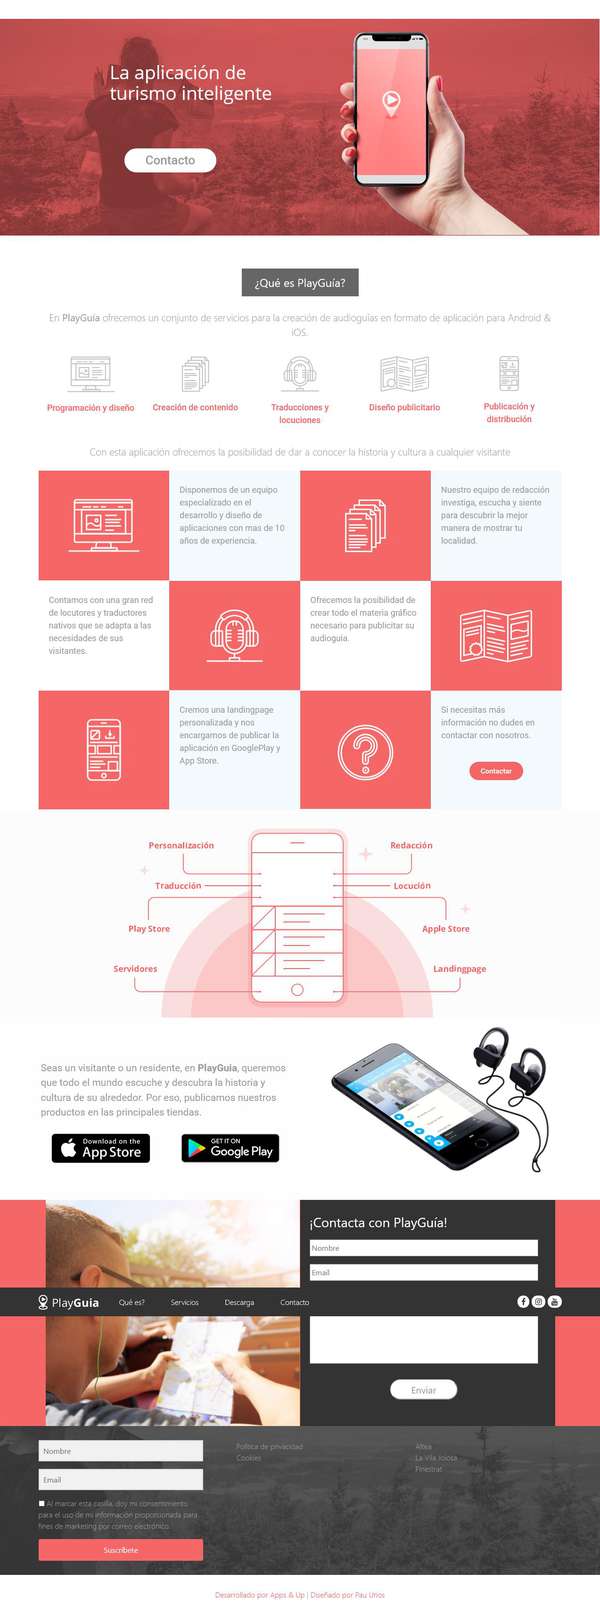 La aplicación de
turismo inteligente
Contacto
¿Qué es PlayGuía?
En PlayGuia ofrecemos un conjunto de servicios para la creación de audioguías en formato de aplicación para Android &
iOS.
Programación y diseño
Creación de contenido
Traducciones y
locuciones
Diseño publicitario
Publicación y
distribución
Con esta aplicación ofrecemos la posibilidad de dar a conocer la historia y cultura a cualquier visitante
Disponemos de un equipo
especializado en el
desarrollo y diseño de
aplicaciones con mas de 10
años de experiencia.
Nuestro equipo de redacción
investiga, escucha y siente
para descubrir la mejor
manera de mostrar tu
localidad.
Contamos con una gran red
de locutores y traductores
nativos que se adapta a las
necesidades de sus
visitantes.
Ofrecemos la posibilidad de
crear todo el materia gráfico
necesario para publicitar su
audioguia.
Cremos una landingpage
personalizada y nos
encargamos de publicar la
aplicación en GooglePlay y
App Store.
Si necesitas más
información no dudes en
contactar con nosotros.
Contactar
Personalización
Redacción
Traducción
Locución
Play Store
Apple Store
Servidores
Landingpage
Seas un visitante o un residente, en PlayGuia, queremos
que todo el mundo escuche y descubra la historia y
cultura de su alrededor. Por eso, publicamos nuestros
productos en las principales tiendas.
Download on the
App Store
GET IT ON
Google Play
¡Contacta con PlayGuía!
Nombre
Email
PlayGuia
Qué es?
Servicios
Descarga
Contacto
Enviar
Nombre
Email
Al marcar esta casilla, doy mi consentimiento
para el uso de mi información proporsionada para
fines de marketing por correo electrónico.
Suscríbete
Política de privacidad
Cookies
Altea
La Vila Joiosa
Finestrat
Desarrollado por Apps & Up | Diseñado por Pau Urios